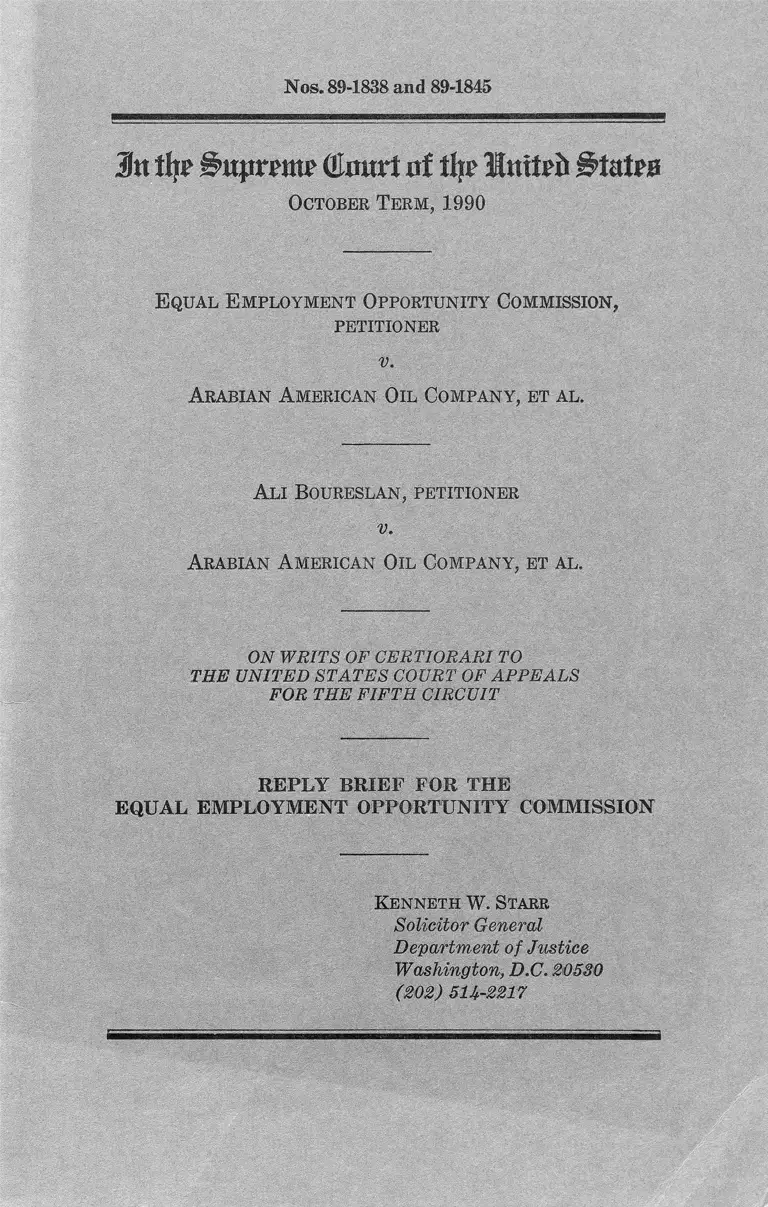 Nos. 89-1838 and 89-1845
In the Supreme Court of the United States
OCTOBER TERM, 1990
EQUAL EMPLOYMENT OPPORTUNITY COMMISSION,
PETITIONER
v.
ARABIAN AMERICAN OIL COMPANY, ET AL.
ALI BOURESLAN, PETITIONER
v.
ARABIAN AMERICAN OIL COMPANY, ET AL.
ON WRITS OF CERTIORARI TO
THE UNITED STATES COURT OF APPEALS
FOR THE FIFTH CIRCUIT
REPLY BRIEF FOR THE
EQUAL EMPLOYMENT OPPORTUNITY COMMISSION
KENNETH W. STARR
Solicitor General
Department of Justice
Washington, D.C. 20530
(202) 514-2217